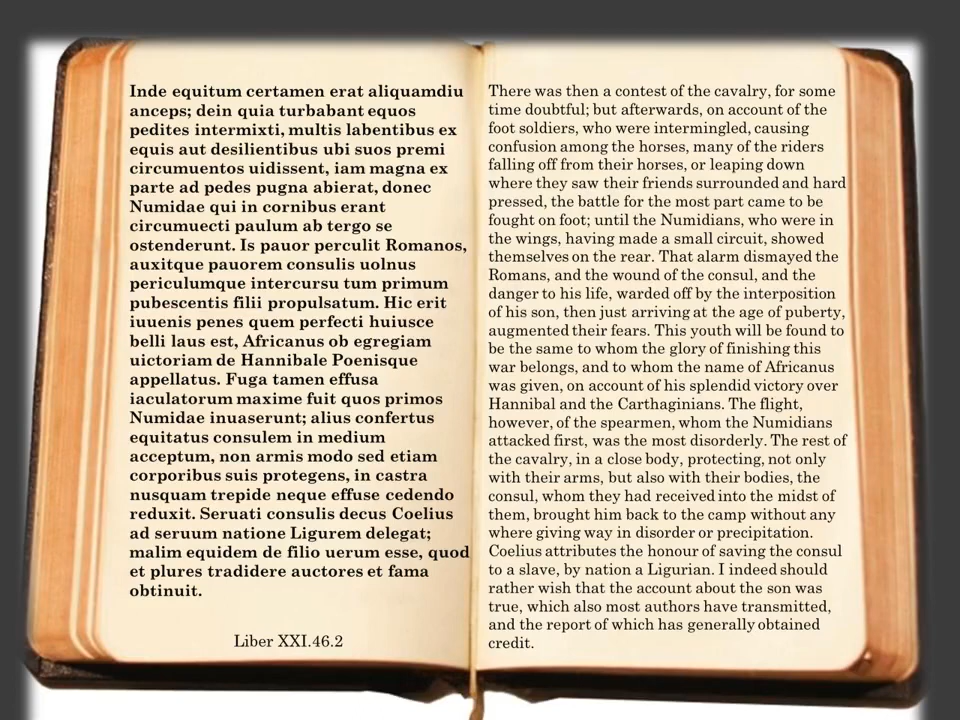 Inde equitum certamen erat aliquamdiu
anceps; dein quia turbabant equos
pedites intermixti, multis labentibus ex
equis aut desilientibus ubi suos premi
circumuentos uidissent, iam magna ex
parte ad pedes pugna abierat, donec
Numidae qui in cornibus erant
circumuecti paulum ab tergo se
ostenderunt. Is pauor perculit Romanos,
auxitque pauorem consulis uolnus
periculumque intercursu tum primum
pubescentis filii propulsatum. Hic erit
iuuenis penes quem perfecti huiusce
belli laus est, Africanus ob egregiam
uictoriam de Hannibale Poenisque
appellatus. Fuga tamen effusa
iaculatorum maxime fuit quos primos
Numidae inuaserunt; alius confertus
equitatus consulem in medium
acceptum, non armis modo sed etiam
corporibus suis protegens, in castra
nusquam trepide neque effuse cedendo
reduxit. Seruati consulis decus Coelius
ad seruum natione Ligurem delegat;
malim equidem de filio uerum esse, quod
et plures tradidere auctores et fama
obtinuit.
Liber XXI.46.2
There was then a contest of the cavalry, for some
time doubtful; but afterwards, on account of the
foot soldiers, who were intermingled, causing
confusion among the horses, many of the riders
falling off from their horses, or leaping down
where they saw their friends surrounded and hard
pressed, the battle for the most part came to be
fought on foot; until the Numidians, who were in
the wings, having made a small circuit, showed
themselves on the rear. That alarm dismayed the
Romans, and the wound of the consul, and the
danger to his life, warded off by the interposition
of his son, then just arriving at the age of puberty,
augmented their fears. This youth will be found to
be the same to whom the glory of finishing this
war belongs, and to whom the name of Africanus
was given, on account of his splendid victory over
Hannibal and the Carthaginians. The flight,
however, of the spearmen, whom the Numidians
attacked first, was the most disorderly. The rest of
the cavalry, in a close body, protecting, not only
with their arms, but also with their bodies, the
consul, whom they had received into the midst of
them, brought him back to the camp without any
where giving way in disorder or precipitation.
Coelius attributes the honour of saving the consul
to a slave, by nation a Ligurian. I indeed should
rather wish that the account about the son was
true, which also most authors have transmitted,
and the report of which has generally obtained
credit.